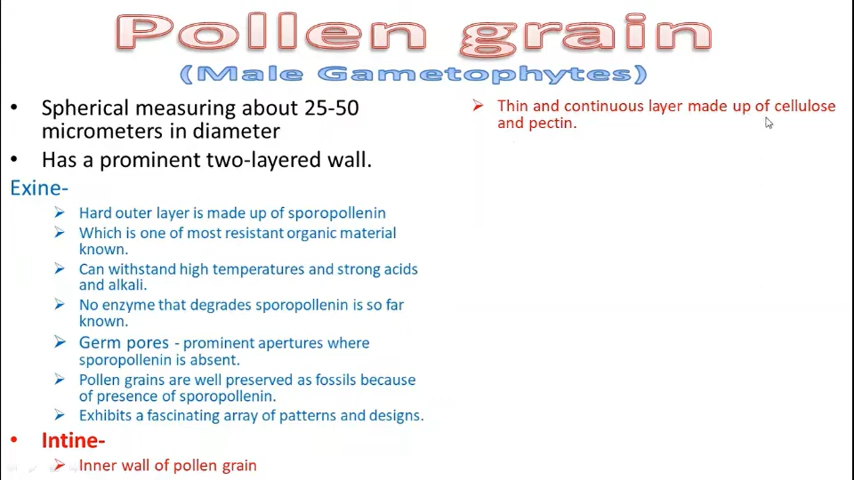 Pollen grain
(Male Gametophytes)
• Spherical measuring about 25-50
micrometers in diameter
• Has a prominent two-layered wall.
Exine-
➢ Hard outer layer is made up of sporopollenin
➢ Which is one of most resistant organic material
known.
➢ Can withstand high temperatures and strong acids
and alkali.
➢ No enzyme that degrades sporopollenin is so far
known.
➢ Germ pores - prominent apertures where
sporopollenin is absent.
➢ Pollen grains are well preserved as fossils because
of presence of sporopollenin.
➢ Exhibits a fascinating array of patterns and designs.
• Intine-
➢ Inner wall of pollen grain
➢ Thin and continuous layer made up of cellulose
and pectin.